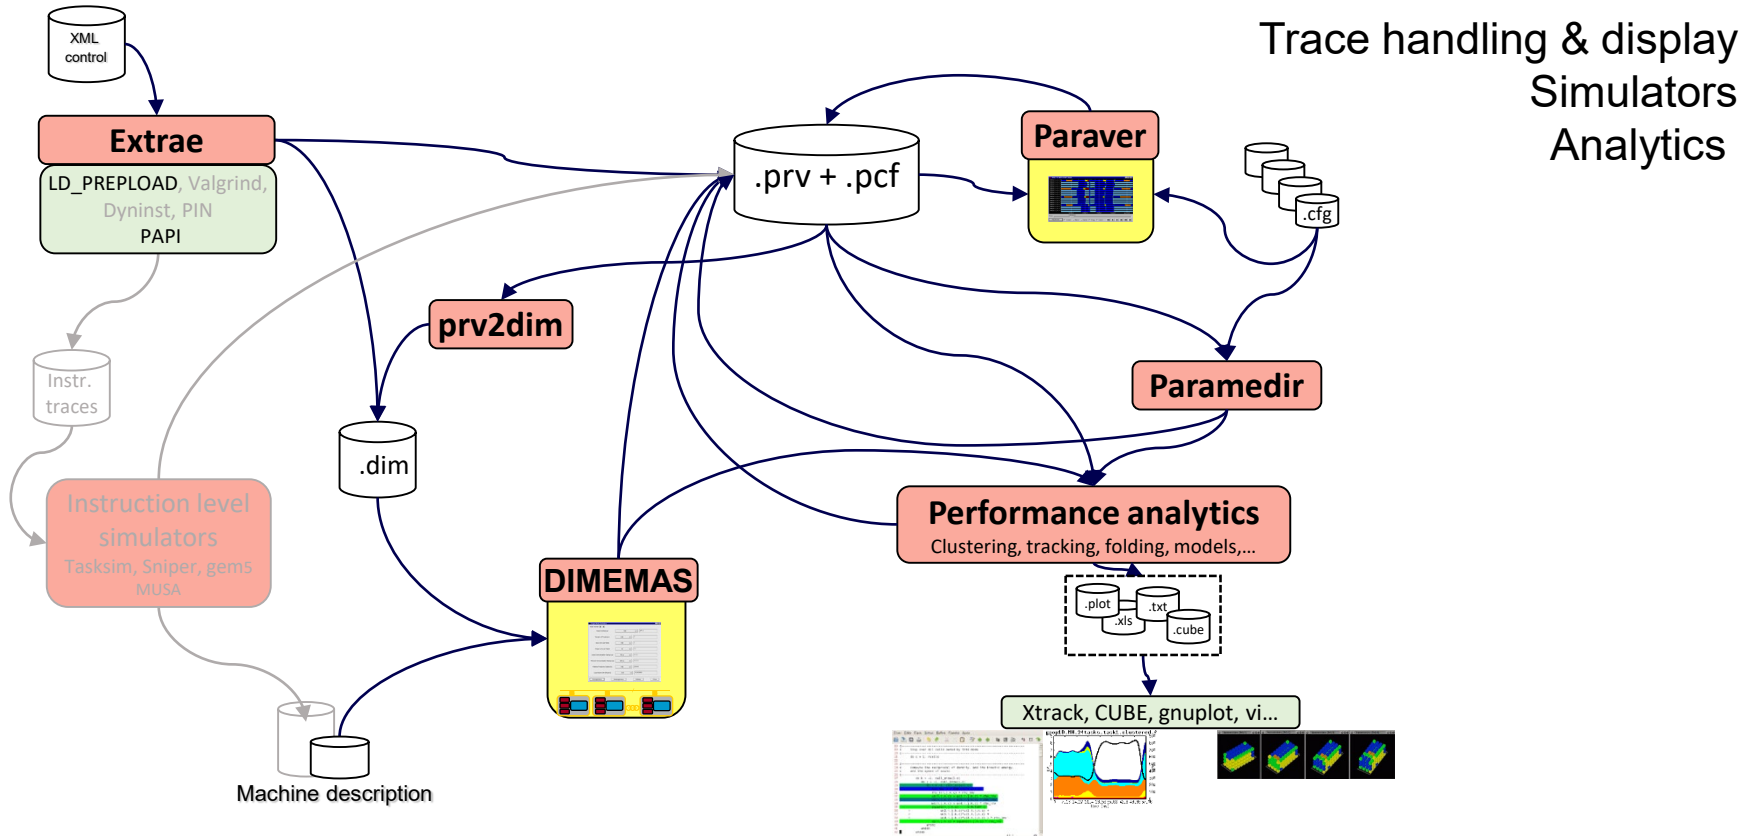 Trace handling & display
Simulators
Analytics
XML
control
Extrae
LD_PREPLOAD, Valgrind,
Dyninst, PIN
PAPI
.prv + .pcf
Paraver
.cfg
prv2dim
Paramedir
Instr.
traces
.dim
Instruction level
simulators
Tasksim, Sniper, gem5
MUSA
DIMEMAS
Performance analytics
Clustering, tracking, folding, models,...
.plot
.xls
.txt
.cube
Xtrack, CUBE, gnuplot, vi...
Machine description